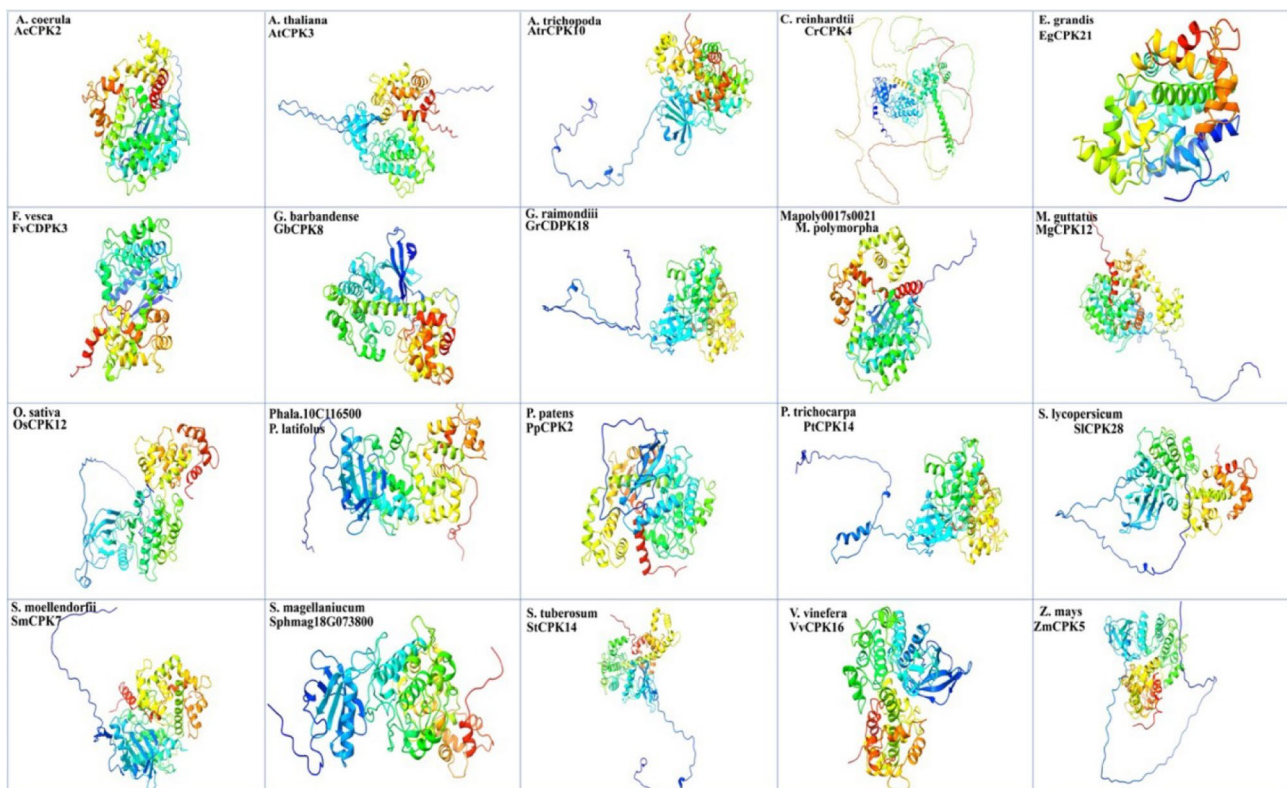 A. coerula
AcCPK2
A. thaliana
AtCPK3
A. trichopoda
AtrCPK10
C. reinhardtii
CrCPK4
E. grandis
EgCPK21
F. vesca
FvCDPK3
G. barbandense
GbCPK8
G. raimondiii
GrCDPK18
Mapoly0017s0021
M. polymorpha
M. guttatus
MgCPK12
O. sativa
OsCPK12
Phala.10C116500
P. latifolus
P. patens
PpCPK2
P. trichocarpa
PtCPK14
S. lycopersicum
SlCPK28
S. moellendorfii
SmCPK7
S. magellaniucum
Sphmag18G073800
S. tuberosum
StCPK14
V. vinefera
VvCPK16
Z. mays
ZmCPK5